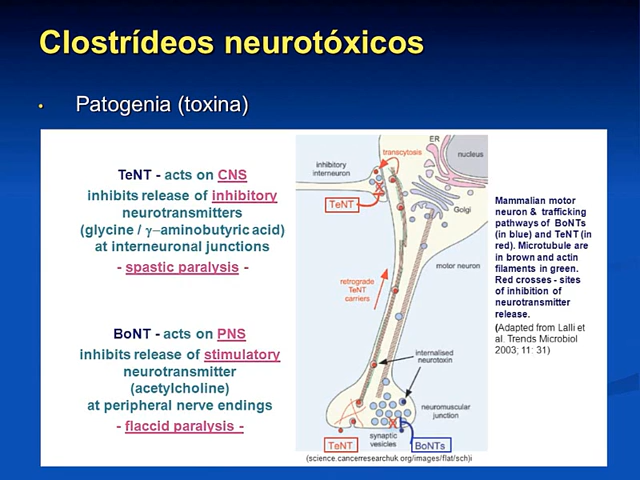 Clostrídeos neurotóxicos
• Patogenia (toxina)
TeNT - acts on CNS
inhibits release of inhibitory
neurotransmitters
(glycine / γ–aminobutyric acid)
at interneuronal junctions
- spastic paralysis -
BoNT - acts on PNS
inhibits release of stimulatory
neurotransmitter
(acetylcholine)
at peripheral nerve endings
- flaccid paralysis -
inhibitory
interneuron
transcytosis
ER
nucleus
TeNT
Golgi
motor neuron
retrograde
TeNT
carriers
internalised
neurotoxin
neuromuscular
junction
TeNT
synaptic
vesicles
BoNTs
(science.cancerresearchuk.org/images/flat/sch)i
Mammalian motor
neuron & trafficking
pathways of BoNTs
(in blue) and TeNT (in
red). Microtubule are
in brown and actin
filaments in green.
Red crosses - sites
of inhibition of
neurotransmitter
release.
(Adapted from Lalli et
al. Trends Microbiol
2003; 11: 31)